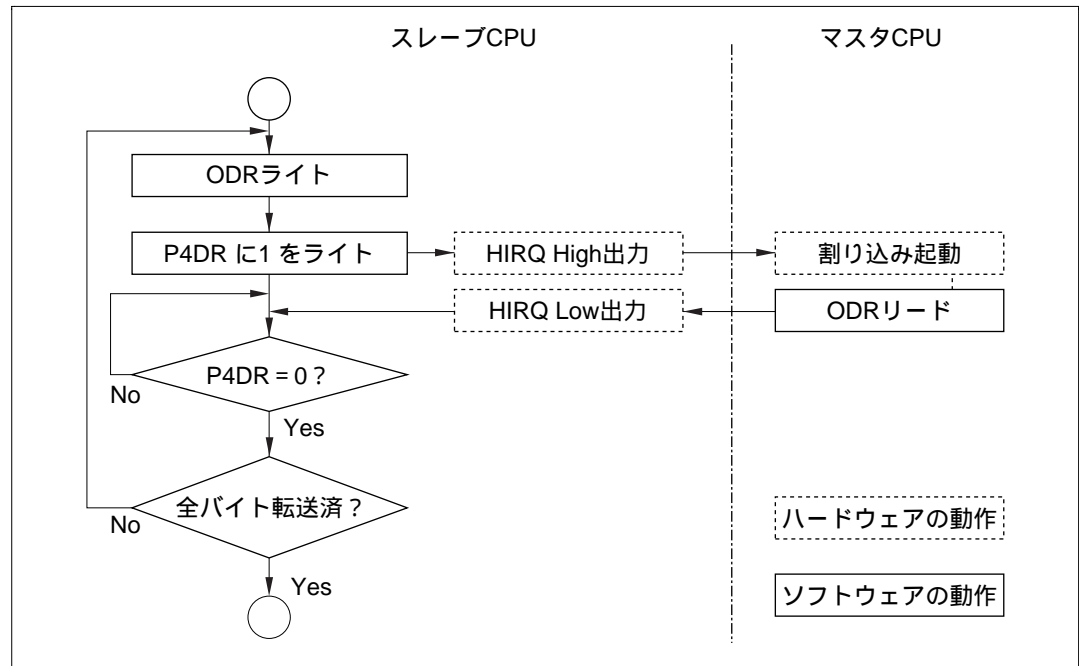 スレーブCPU
マスタCPU
ODRライト
P4DR に1 をライト
HIRQ High出力
割り込み起動
HIRQ Low出力
ODRリード
P4DR = 0？
No
Yes
全バイト転送済？
No
Yes
ハードウェアの動作
ソフトウェアの動作